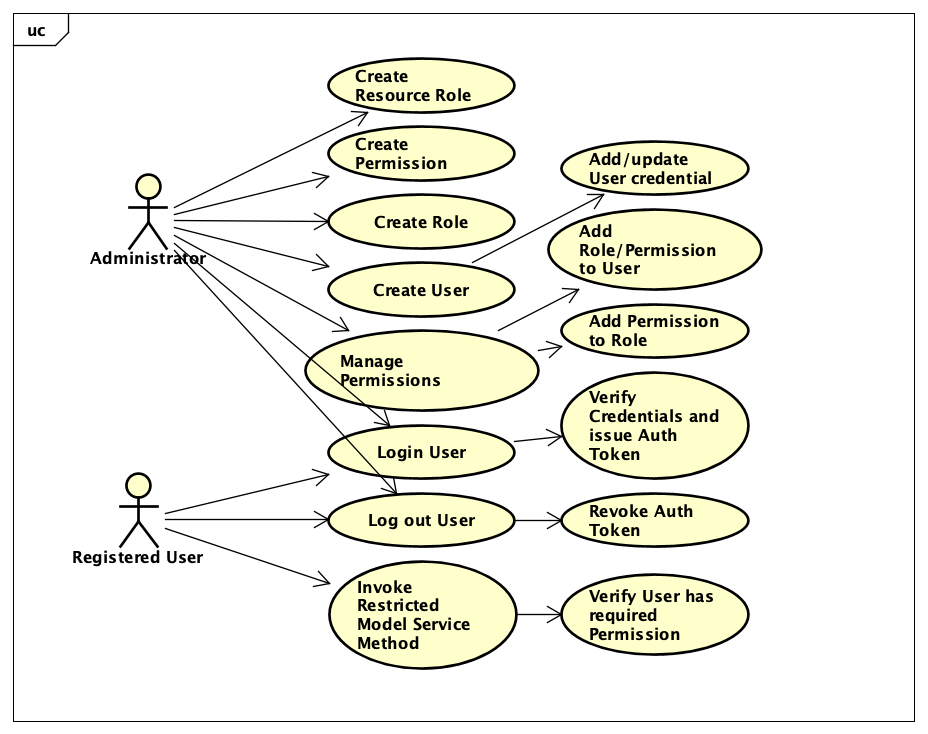 uc
Create
Resource Role
Create
Permission
Create Role
Create User
Manage
Permissions
Login User
Log out User
Invoke
Restricted
Model Service
Method
Add/update
User credential
Add
Role/Permission
to User
Add Permission
to Role
Verify
Credentials and
issue Auth
Token
Revoke Auth
Token
Verify User has
required
Permission
Administrator
Registered User